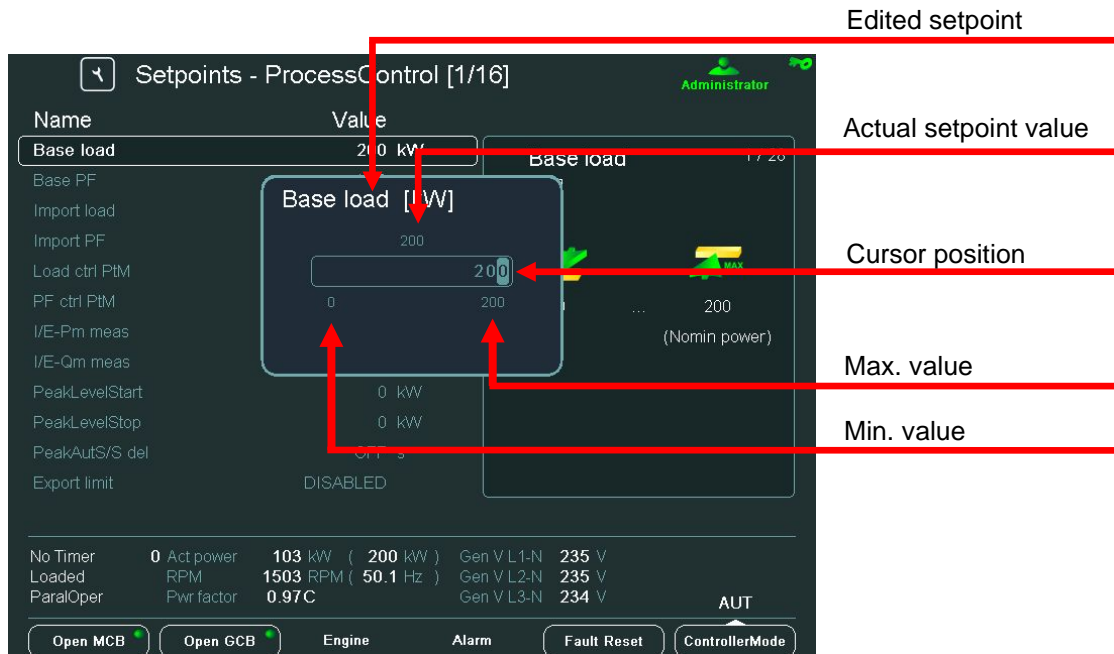 Edited setpoint
Setpoints - ProcessControl [1/16]
Administrator
Name Value
Actual setpoint value
Base load 200 kW
Base load
Base PF
Base load [kW]
Import load
Import PF
200
Cursor position
Load ctrl PtM
200
MAX
PF ctrl PtM
0 200
... 200
I/E-Pm meas
(Nomin power)
I/E-Qm meas
Max. value
PeakLevelStart 0 kW
PeakLevelStop 0 kW
Min. value
PeakAutS/S del OFF s
Export limit DISABLED
No Timer 0 Act power 103 kW ( 200 kW ) Gen V L1-N 235 V
Loaded RPM 1503 RPM ( 50.1 Hz ) Gen V L2-N 235 V
ParalOper Pwr factor 0.97C Gen V L3-N 234 V
AUT
Open MCB Open GCB Engine Alarm Fault Reset ControllerMode